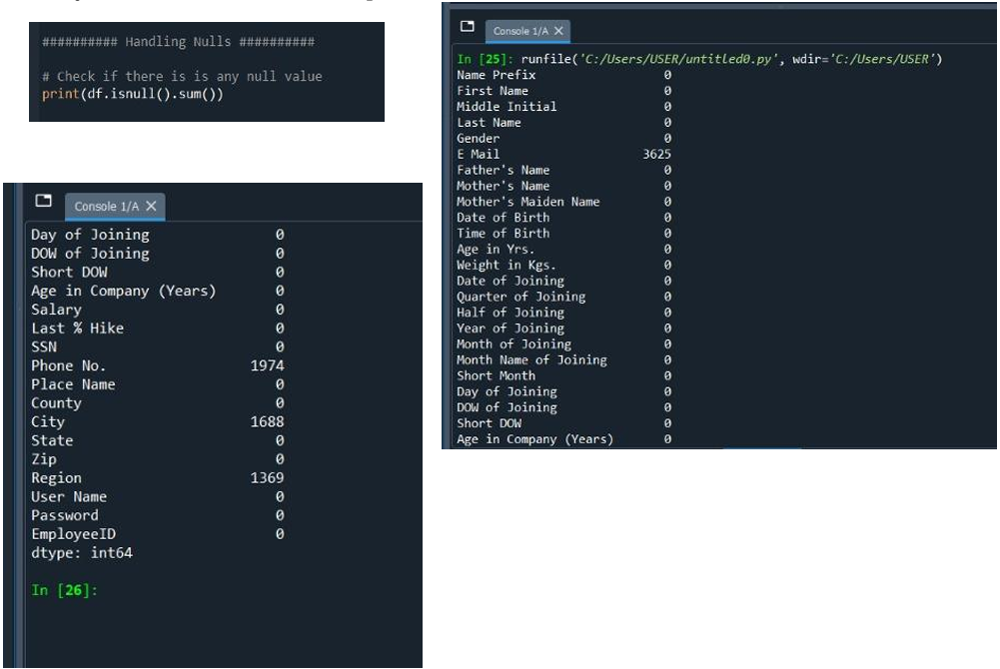 ########## Handling Nulls ##########
# Check if there is is any null value
print(df.isnull().sum())
Console 1/A
In [25]: runfile('C:/Users/USER/untitled0.py', wdir='C:/Users/USER')
Name Prefix 0
First Name 0
Middle Initial 0
Last Name 0
Gender 0
E Mail 3625
Father's Name 0
Mother's Name 0
Mother's Maiden Name 0
Date of Birth 0
Time of Birth 0
Age in Yrs. 0
Weight in Kgs. 0
Date of Joining 0
Quarter of Joining 0
Half of Joining 0
Year of Joining 0
Month of Joining 0
Month Name of Joining 0
Short Month 0
Day of Joining 0
DOW of Joining 0
Short DOW 0
Age in Company (Years) 0
Console 1/A
Day of Joining 0
DOW of Joining 0
Short DOW 0
Age in Company (Years) 0
Salary 0
Last % Hike 0
SSN 0
Phone No. 1974
Place Name 0
County 0
City 1688
State 0
Zip 0
Region 1369
User Name 0
Password 0
EmployeeID 0
dtype: int64
In [26]: